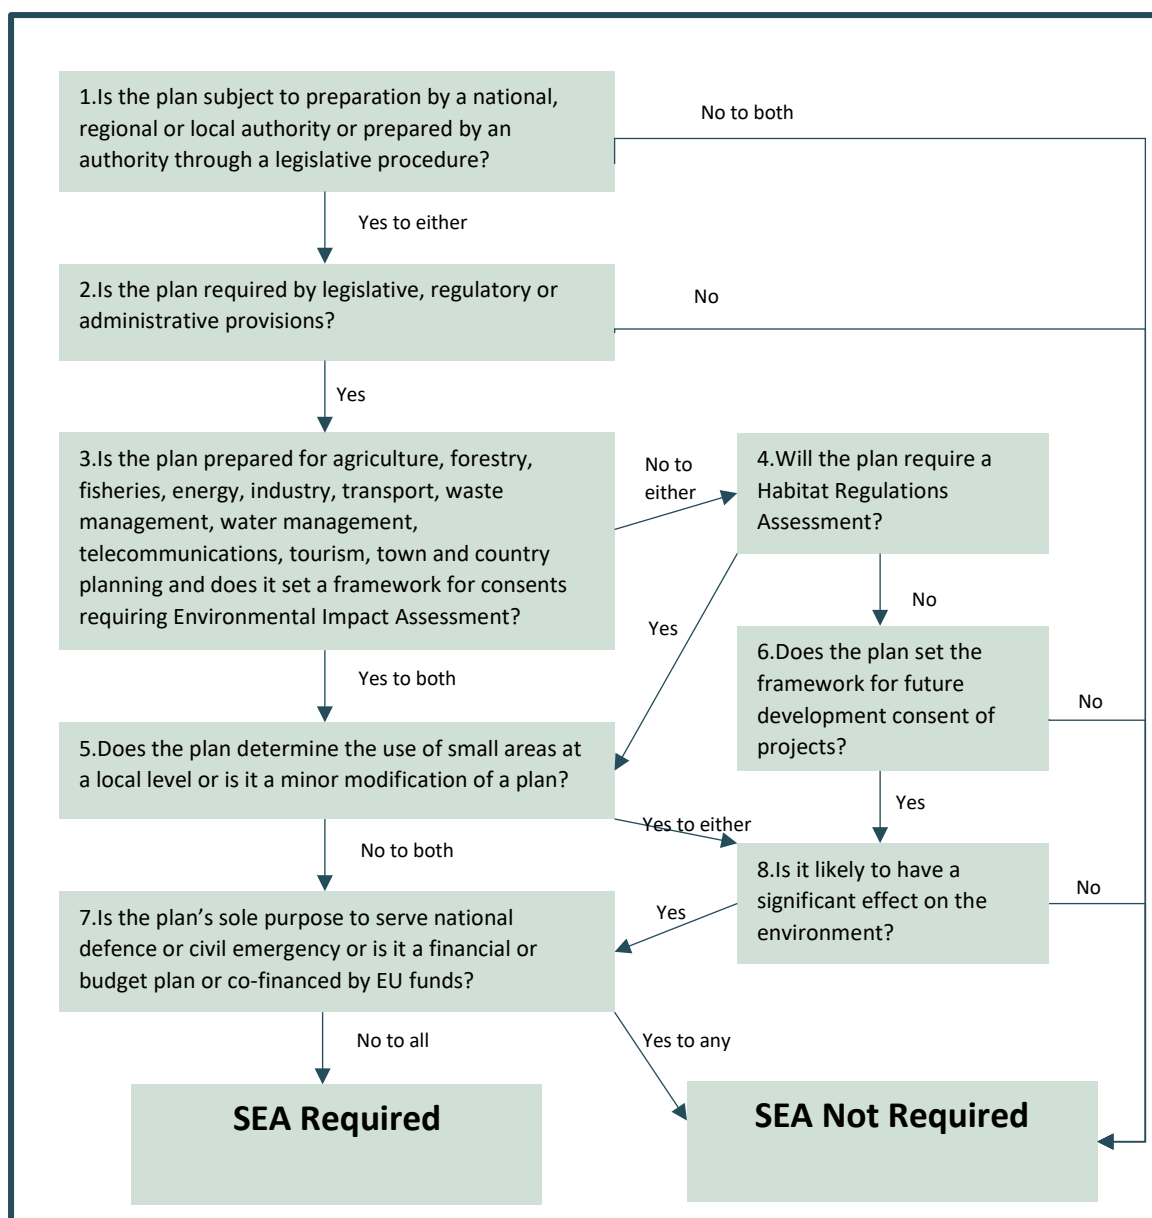 1.Is the plan subject to preparation by a national,
regional or local authority or prepared by an
authority through a legislative procedure?
No to both
Yes to either
2.Is the plan required by legislative, regulatory or
administrative provisions?
No
Yes
3.Is the plan prepared for agriculture, forestry,
fisheries, energy, industry, transport, waste
management, water management,
telecommunications, tourism, town and country
planning and does it set a framework for consents
requiring Environmental Impact Assessment?
No to
either
4.Will the plan require a
Habitat Regulations
Assessment?
Yes to both
Yes
No
5.Does the plan determine the use of small areas at
a local level or is it a minor modification of a plan?
6.Does the plan set the
framework for future
development consent of
projects?
No
Yes
Yes to either
No to both
7.Is the plan’s sole purpose to serve national
defence or civil emergency or is it a financial or
budget plan or co-financed by EU funds?
Yes
8.Is it likely to have a
significant effect on the
environment?
No
No to all
Yes to any
SEA Required
SEA Not Required